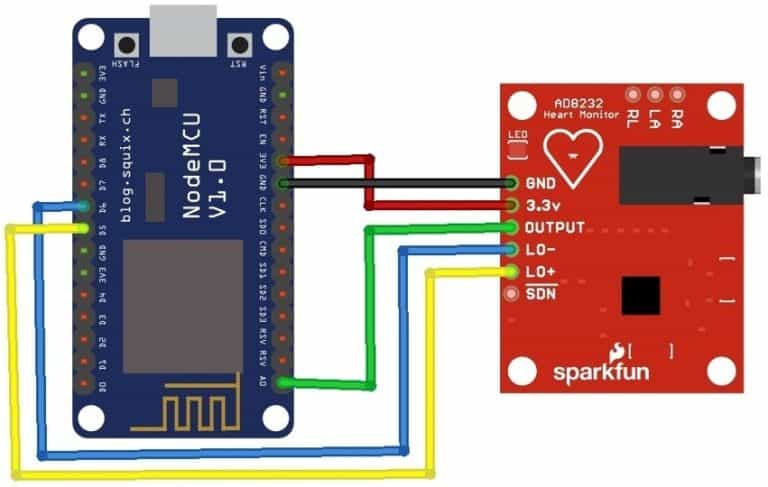 FLASH
RST
3V3
GND
TX
RX
D8
D7
D6
D5
GND
3V3
D4
D3
D2
D1
D0
blog.squix.ch
NodeMCU
V1.0
Vin
GND
RST
EN
3V3
GND
CLK
SD0
CMD
SD1
SD2
SD3
RSV
RSV
A0
AD8232
Heart Monitor
LED
RL
LA
RA
GND
3.3v
OUTPUT
LO-
LO+
SDN
sparkfun